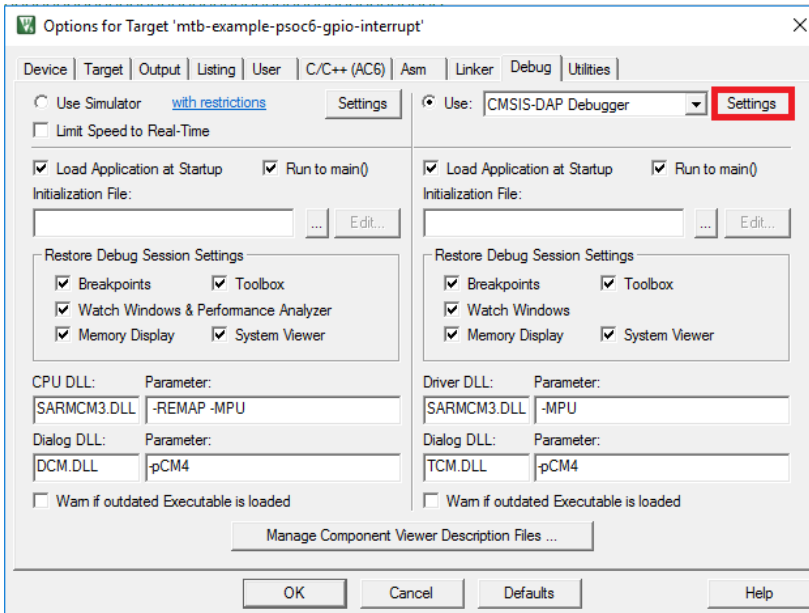 Options for Target 'mtb-example-psoc6-gpio-interrupt'
Device Target Output Listing User C/C++ (AC6) Asm Linker Debug Utilities
Use Simulator with restrictions Settings
Limit Speed to Real-Time
Use: CMSIS-DAP Debugger Settings
Load Application at Startup Run to main()
Initialization File:
... Edit...
Restore Debug Session Settings
Breakpoints Toolbox
Watch Windows & Performance Analyzer
Memory Display System Viewer
CPU DLL: Parameter:
SARMCM3.DLL -REMAP -MPU
Dialog DLL: Parameter:
DCM.DLL -pCM4
Warn if outdated Executable is loaded
Load Application at Startup Run to main()
Initialization File:
... Edit...
Restore Debug Session Settings
Breakpoints Toolbox
Watch Windows
Memory Display System Viewer
Driver DLL: Parameter:
SARMCM3.DLL -MPU
Dialog DLL: Parameter:
TCM.DLL -pCM4
Warn if outdated Executable is loaded
Manage Component Viewer Description Files ...
OK Cancel Defaults Help